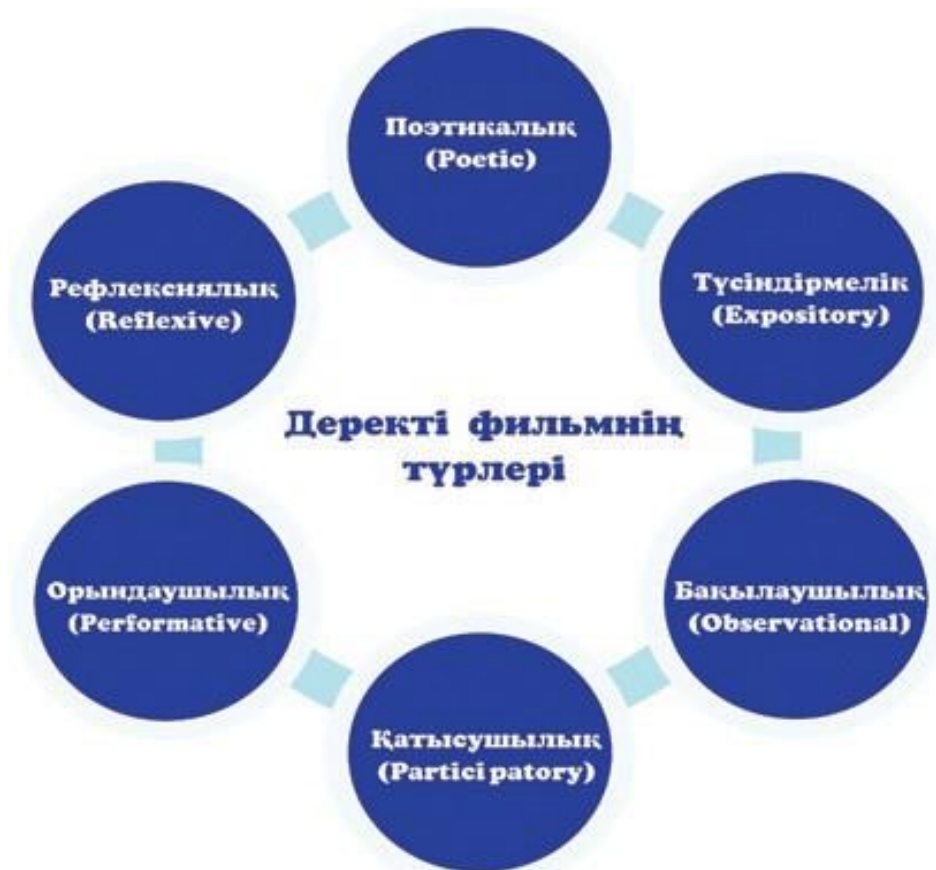 Поэтикалық
(Poetic)
Түсіндірмелік
(Expository)
Бақылаушылық
(Observational)
Қатысушылық
(Partici patory)
Орындаушылық
(Performative)
Рефлексиялық
(Reflexive)
Деректі фильмнің
түрлері